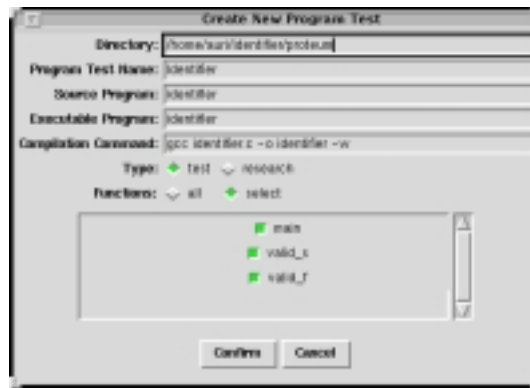 Create New Program Test
Directory: /home/auri/identifier/proteum
Program Test Name: identifier
Source Program: identifier
Executable Program: identifier
Compilation Command: gcc identifier.c -o identifier -w
Type: test research
Functions: all select
main
valid_s
valid_f
Confirm Cancel